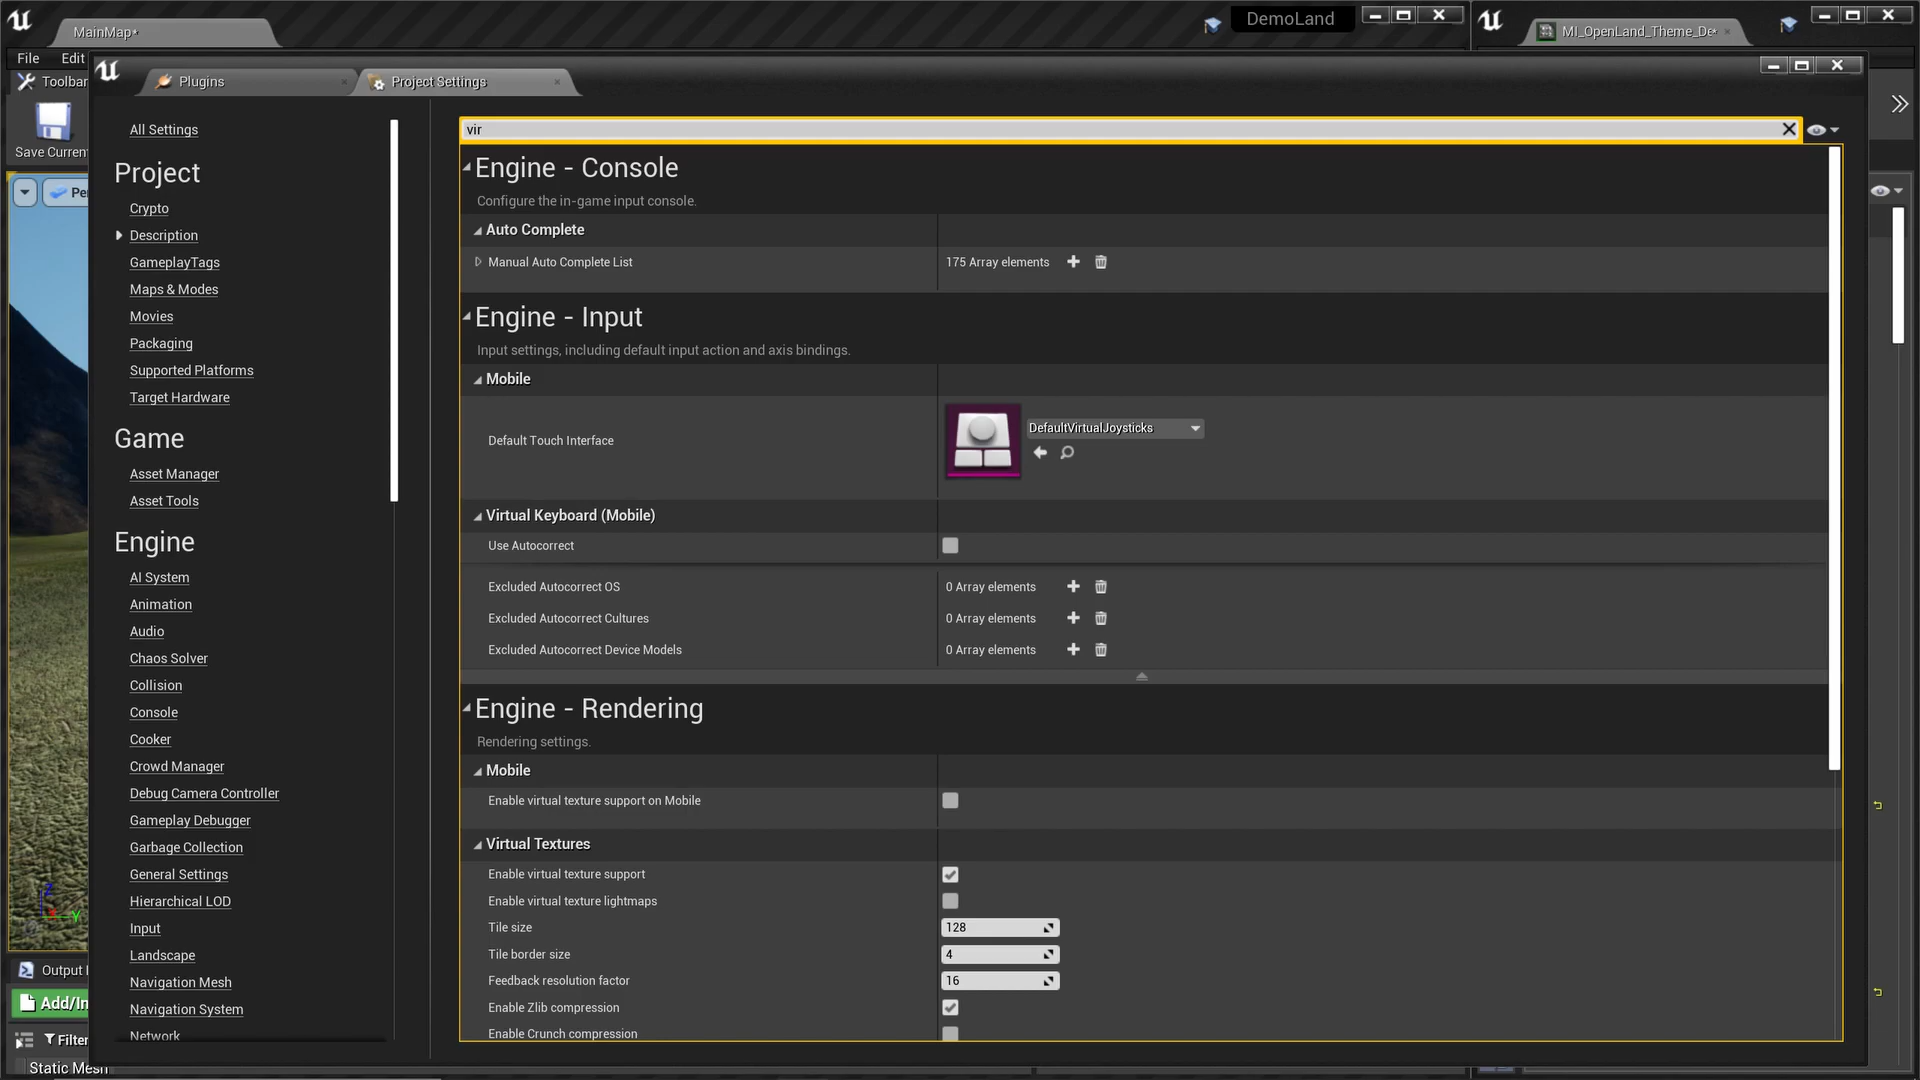 DemoLand
MainMap*
MI_OpenLand_Theme_De*
File
Edit
Plugins
Project Settings
Toolbar
Save Curren
Pe
All Settings
Project
Crypto
Description
GameplayTags
Maps & Modes
Movies
Packaging
Supported Platforms
Target Hardware
Game
Asset Manager
Asset Tools
Engine
AI System
Animation
Audio
Chaos Solver
Collision
Console
Cooker
Crowd Manager
Debug Camera Controller
Gameplay Debugger
Garbage Collection
General Settings
Hierarchical LOD
Input
Landscape
Navigation Mesh
Navigation System
Network
vir
Engine - Console
Configure the in-game input console.
Auto Complete
Manual Auto Complete List
175 Array elements
Engine - Input
Input settings, including default input action and axis bindings.
Mobile
Default Touch Interface
DefaultVirtualJoysticks
Virtual Keyboard (Mobile)
Use Autocorrect
Excluded Autocorrect OS
0 Array elements
Excluded Autocorrect Cultures
0 Array elements
Excluded Autocorrect Device Models
0 Array elements
Engine - Rendering
Rendering settings.
Mobile
Enable virtual texture support on Mobile
Virtual Textures
Enable virtual texture support
Enable virtual texture lightmaps
Tile size
128
Tile border size
4
Feedback resolution factor
16
Enable Zlib compression
Enable Crunch compression
Z
Y
Output
Add/Im
Filter
Static Mesh